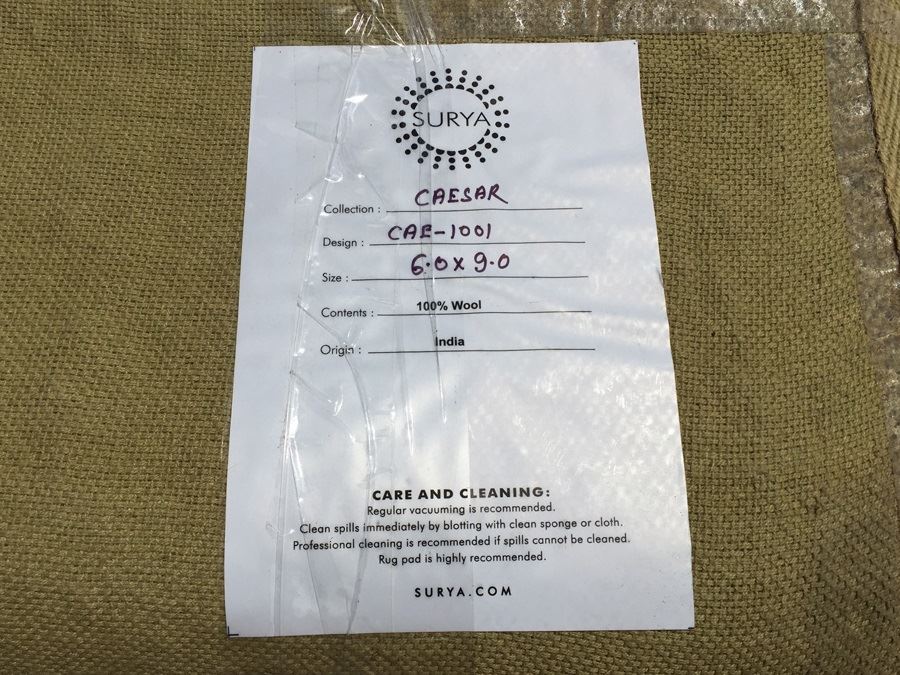 SURYA
Collection : CAESAR
Design : CAE-1001
Size : 6.0 x 9.0
Contents : 100% Wool
Origin : India
CARE AND CLEANING:
Regular vacuuming is recommended.
Clean spills immediately by blotting with clean sponge or cloth.
Professional cleaning is recommended if spills cannot be cleaned.
Rug pad is highly recommended.
SURYA.COM